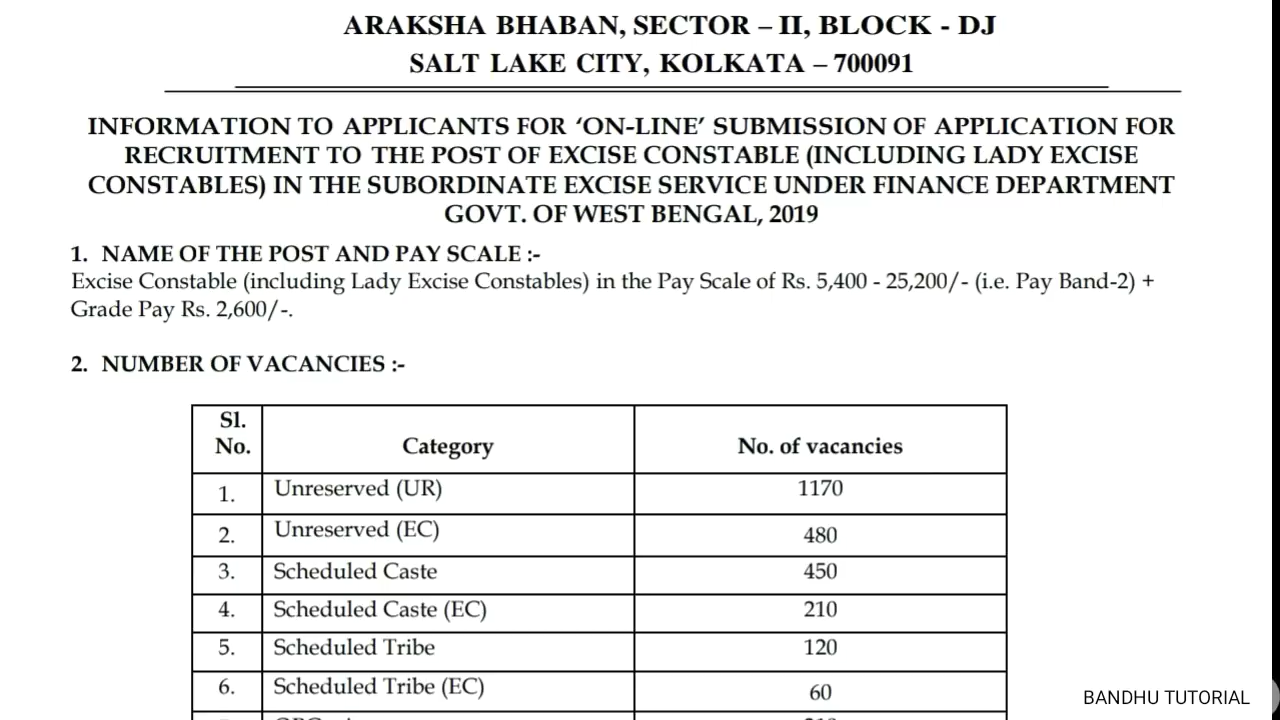 ARAKSHA BHABAN, SECTOR – II, BLOCK - DJ
SALT LAKE CITY, KOLKATA – 700091
INFORMATION TO APPLICANTS FOR ‘ON-LINE’ SUBMISSION OF APPLICATION FOR
RECRUITMENT TO THE POST OF EXCISE CONSTABLE (INCLUDING LADY EXCISE
CONSTABLES) IN THE SUBORDINATE EXCISE SERVICE UNDER FINANCE DEPARTMENT
GOVT. OF WEST BENGAL, 2019
1. NAME OF THE POST AND PAY SCALE :-
Excise Constable (including Lady Excise Constables) in the Pay Scale of Rs. 5,400 - 25,200/- (i.e. Pay Band-2) +
Grade Pay Rs. 2,600/-.
2. NUMBER OF VACANCIES :-
Sl. No. Category No. of vacancies
1. Unreserved (UR) 1170
2. Unreserved (EC) 480
3. Scheduled Caste 450
4. Scheduled Caste (EC) 210
5. Scheduled Tribe 120
6. Scheduled Tribe (EC) 60
BANDHU TUTORIAL